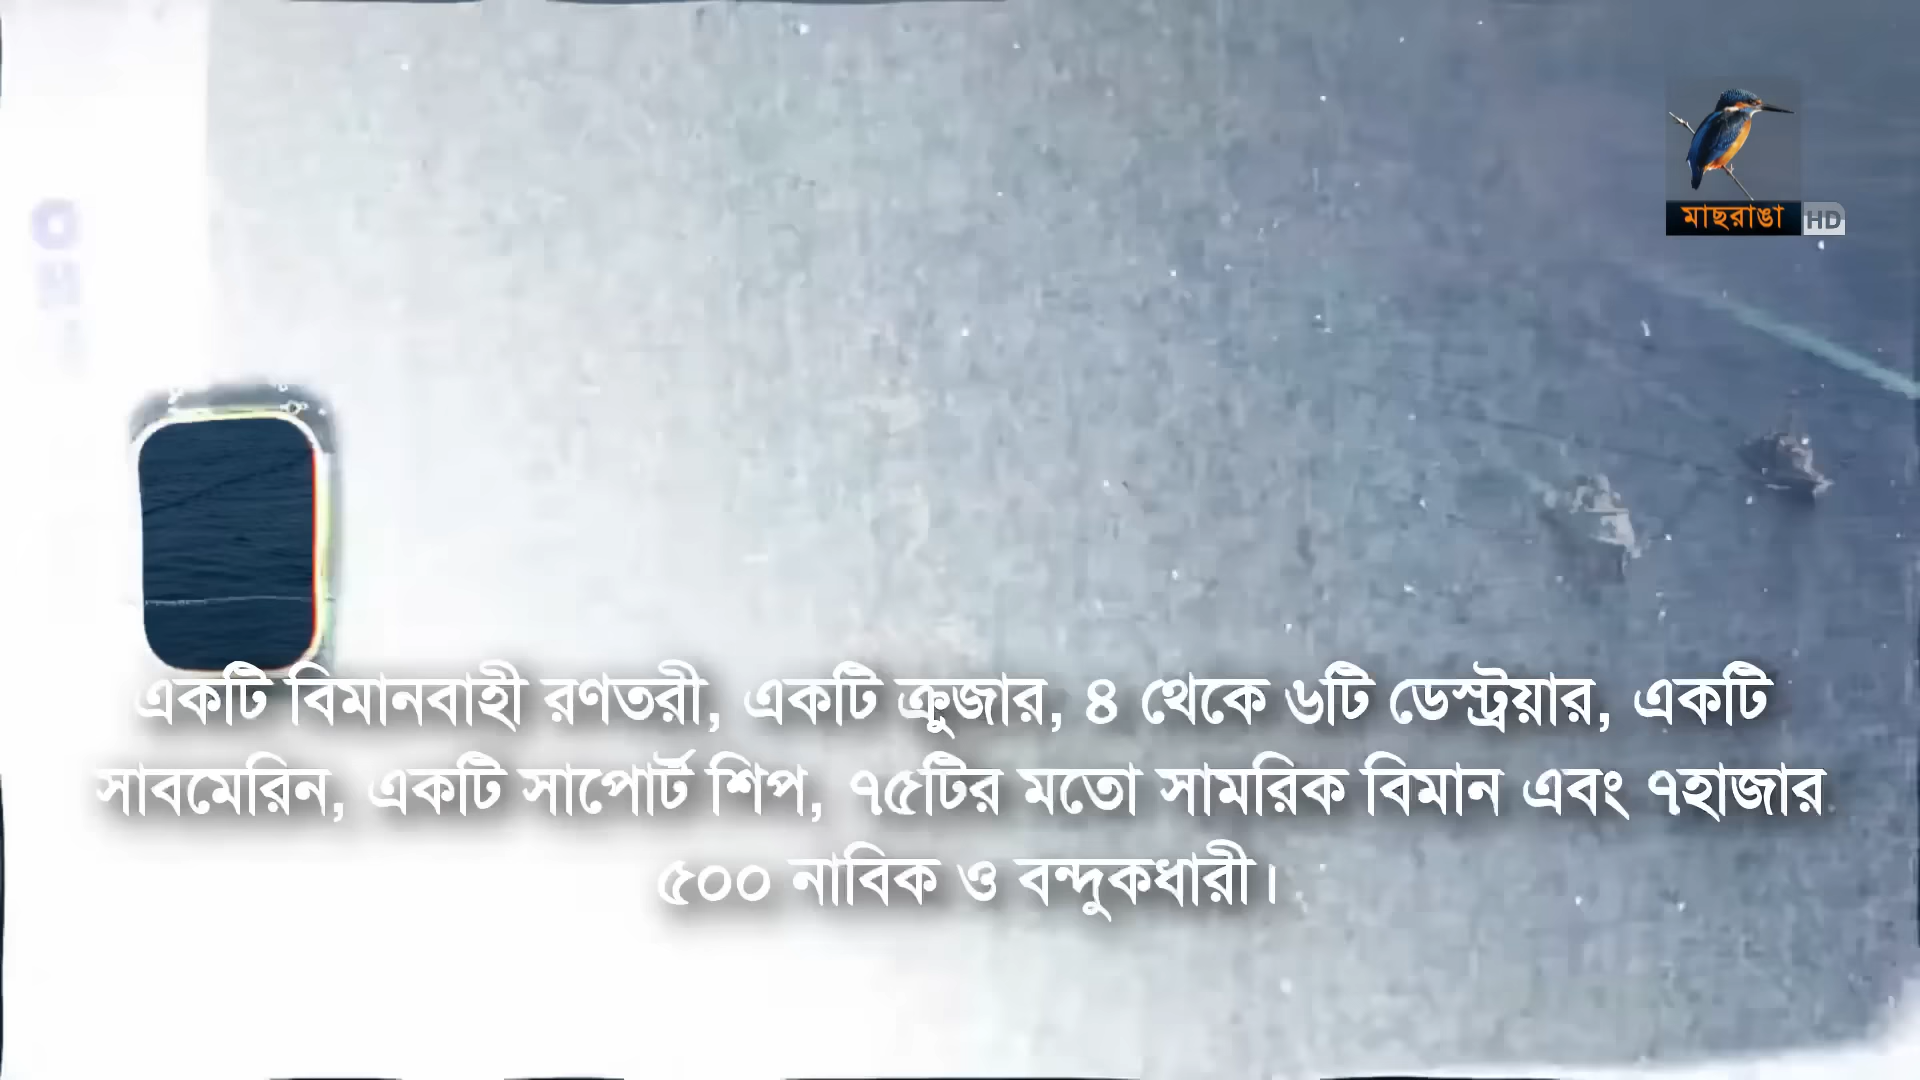 মাছরাঙা HD
একটি বিমানবাহী রণতরী, একটি ক্রুজার, ৪ থেকে ৬টি ডেস্ট্রয়ার, একটি
সাবমেরিন, একটি সাপোর্ট শিপ, ৭৫টির মতো সামরিক বিমান এবং ৭হাজার
৫০০ নাবিক ও বন্দুকধারী।